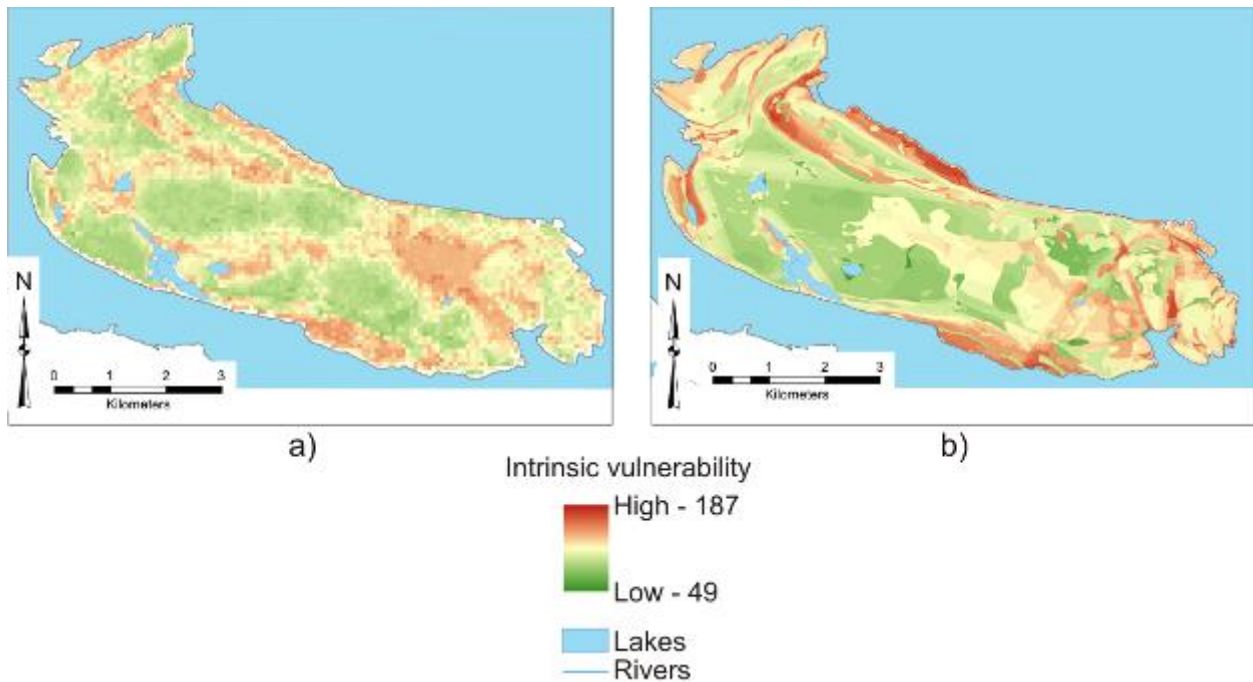 N
0 1 2 3
Kilometers
N
0 1 2 3
Kilometers
a)
b)
Intrinsic vulnerability
High - 187
Low - 49
Lakes
Rivers